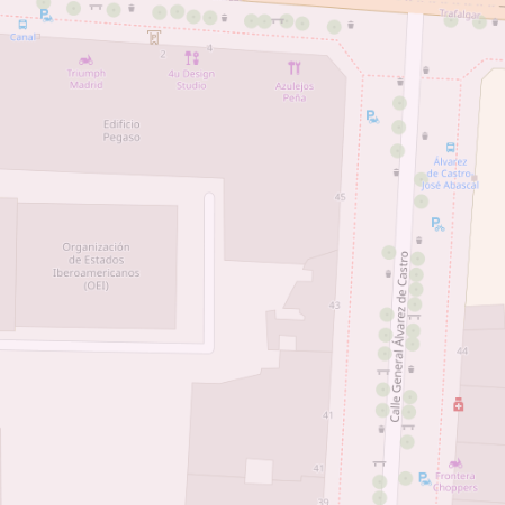 Trafalgar
Canal
2
4
Triumph
Madrid
4u Design
Studio
Azulejos
Peña
Edificio
Pegaso
Álvarez
de Castro
José Abascal
45
Organización
de Estados
Iberoamericanos
(OEI)
Calle General Álvarez de Castro
43
44
41
41
Frontera
Choppers
39